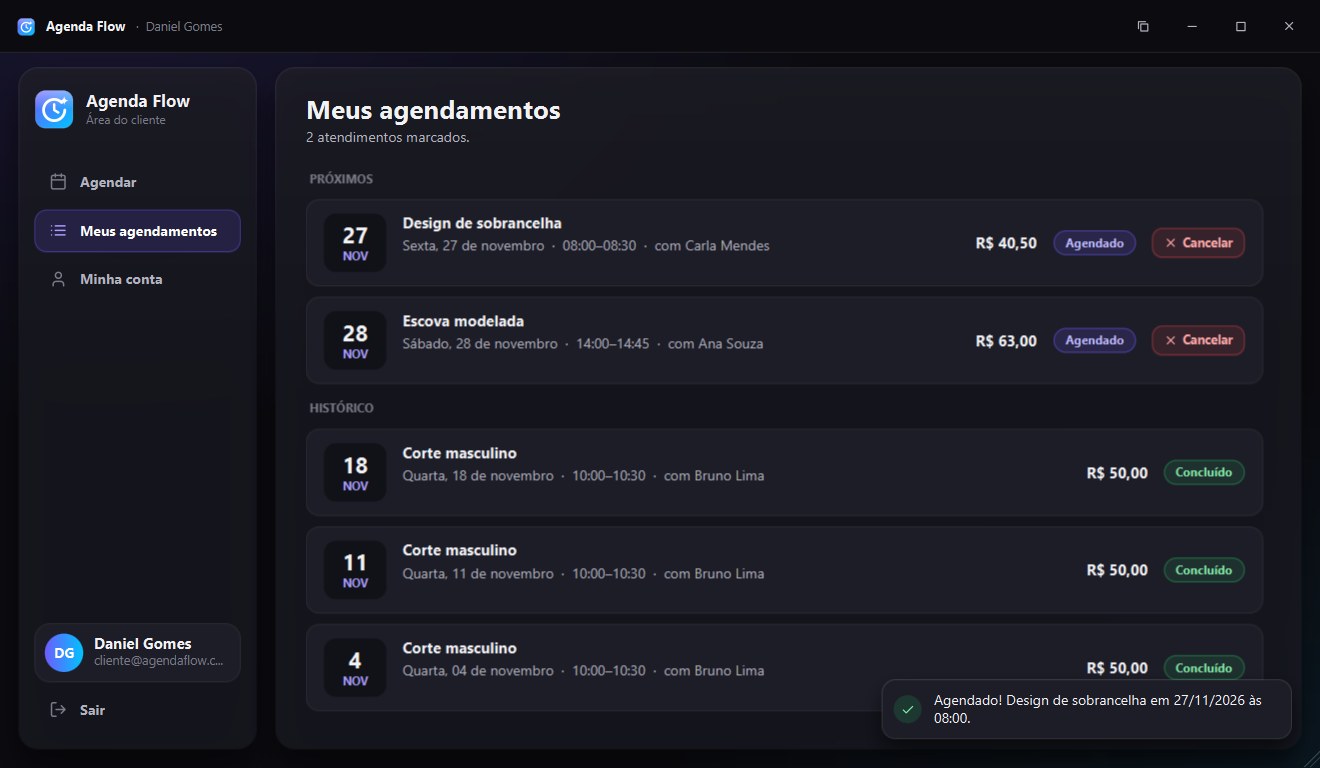 Agenda Flow · Daniel Gomes
Agenda Flow
Área do cliente
Agendar
Meus agendamentos
Minha conta
DG
Daniel Gomes
cliente@agendaflow.c...
Sair
Meus agendamentos
2 atendimentos marcados.
PRÓXIMOS
27
NOV
Design de sobrancelha
Sexta, 27 de novembro · 08:00–08:30 · com Carla Mendes
R$ 40,50
Agendado
Cancelar
28
NOV
Escova modelada
Sábado, 28 de novembro · 14:00–14:45 · com Ana Souza
R$ 63,00
Agendado
Cancelar
HISTÓRICO
18
NOV
Corte masculino
Quarta, 18 de novembro · 10:00–10:30 · com Bruno Lima
R$ 50,00
Concluído
11
NOV
Corte masculino
Quarta, 11 de novembro · 10:00–10:30 · com Bruno Lima
R$ 50,00
Concluído
4
NOV
Corte masculino
Quarta, 04 de novembro · 10:00–10:30 · com Bruno Lima
R$ 50,00
Concluído
Agendado! Design de sobrancelha em 27/11/2026 às
08:00.